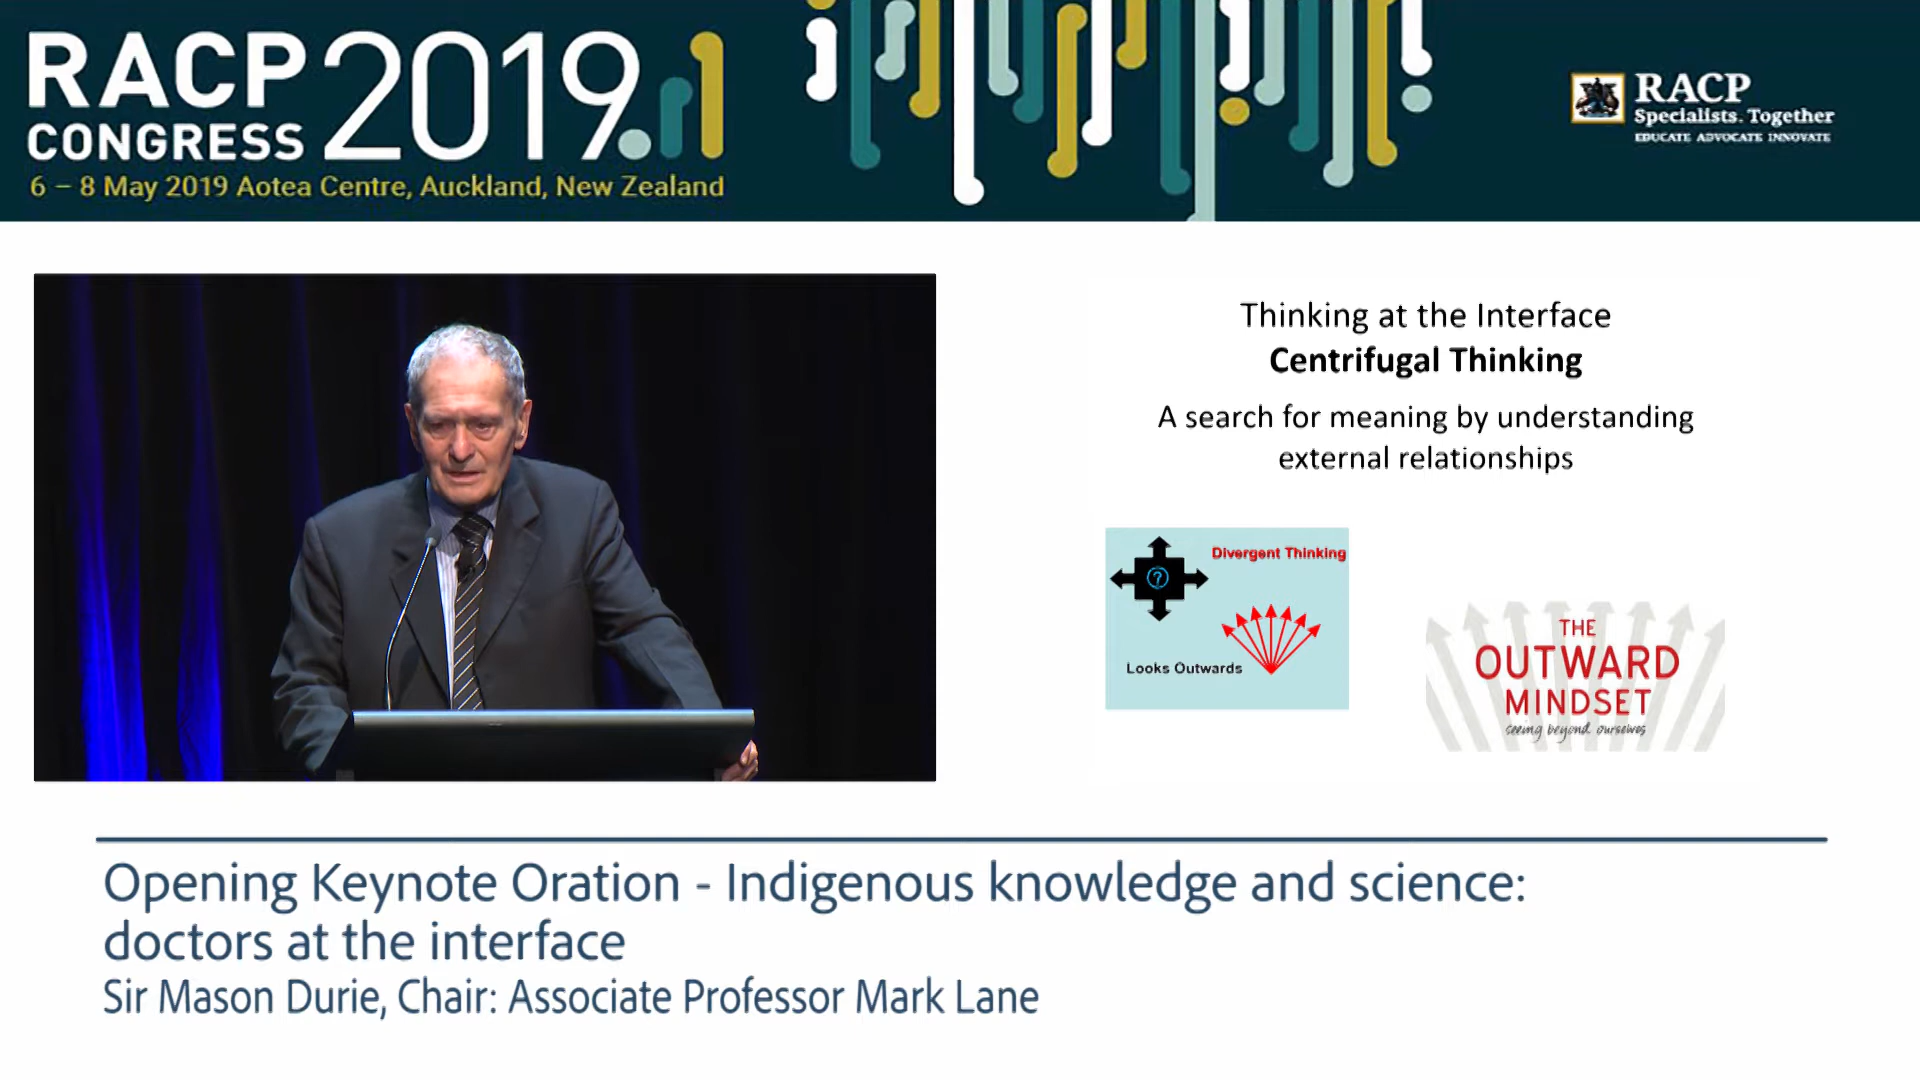 RACP
CONGRESS
2019
6 – 8 May 2019 Aotea Centre, Auckland, New Zealand
RACP
Specialists. Together
EDUCATE ADVOCATE INNOVATE
Thinking at the Interface
Centrifugal Thinking
A search for meaning by understanding
external relationships
?
Divergent Thinking
Looks Outwards
THE
OUTWARD
MINDSET
seeing beyond ourselves
Opening Keynote Oration - Indigenous knowledge and science:
doctors at the interface
Sir Mason Durie, Chair: Associate Professor Mark Lane